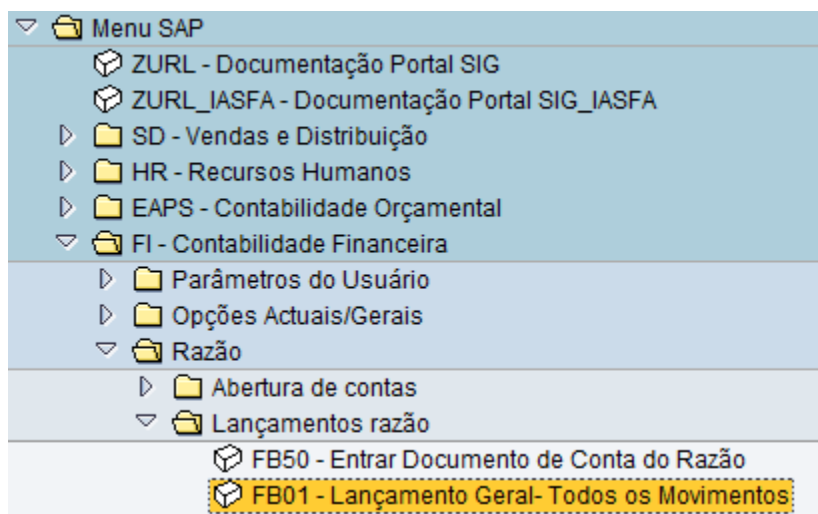 Menu SAP
ZURL - Documentação Portal SIG
ZURL_IASFA - Documentação Portal SIG_IASFA
SD - Vendas e Distribuição
HR - Recursos Humanos
EAPS - Contabilidade Orçamental
FI - Contabilidade Financeira
Parâmetros do Usuário
Opções Actuais/Gerais
Razão
Abertura de contas
Lançamentos razão
FB50 - Entrar Documento de Conta do Razão
FB01 - Lançamento Geral- Todos os Movimentos